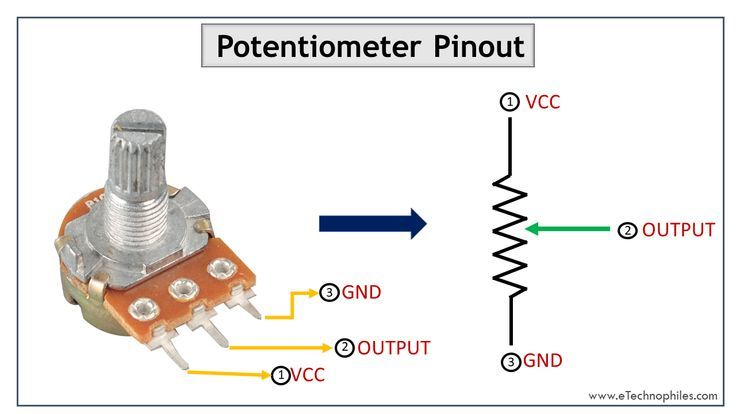 Potentiometer Pinout
1 VCC
2 OUTPUT
3 GND
3 GND
2 OUTPUT
1 VCC
www.eTechnophiles.com